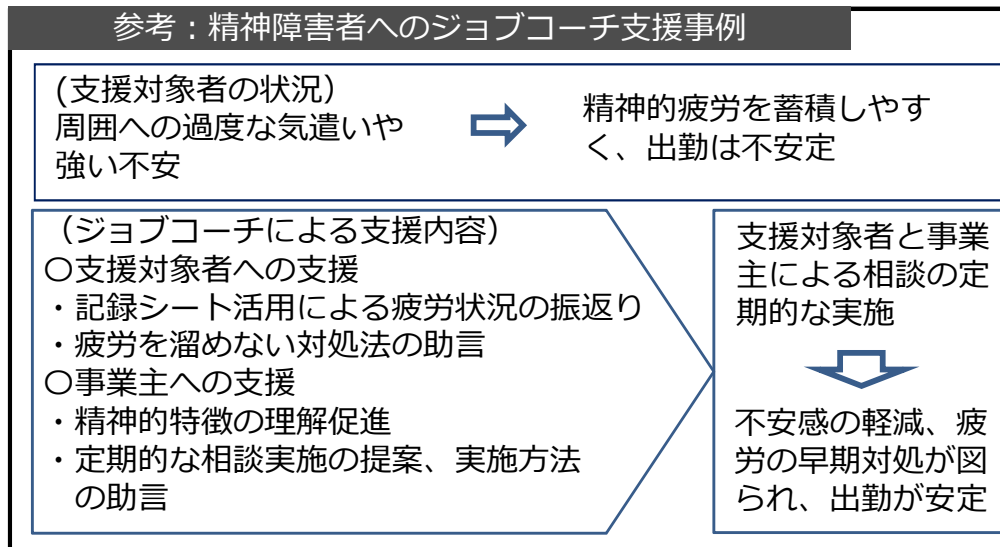 参考：精神障害者へのジョブコーチ支援事例
(支援対象者の状況）
周囲への過度な気遣いや
強い不安
精神的疲労を蓄積しやす
く、出勤は不安定
（ジョブコーチによる支援内容）
〇支援対象者への支援
・記録シート活用による疲労状況の振返り
・疲労を溜めない対処法の助言
〇事業主への支援
・精神的特徴の理解促進
・定期的な相談実施の提案、実施方法
の助言
支援対象者と事業
主による相談の定
期的な実施
不安感の軽減、疲
労の早期対処が図
られ、出勤が安定